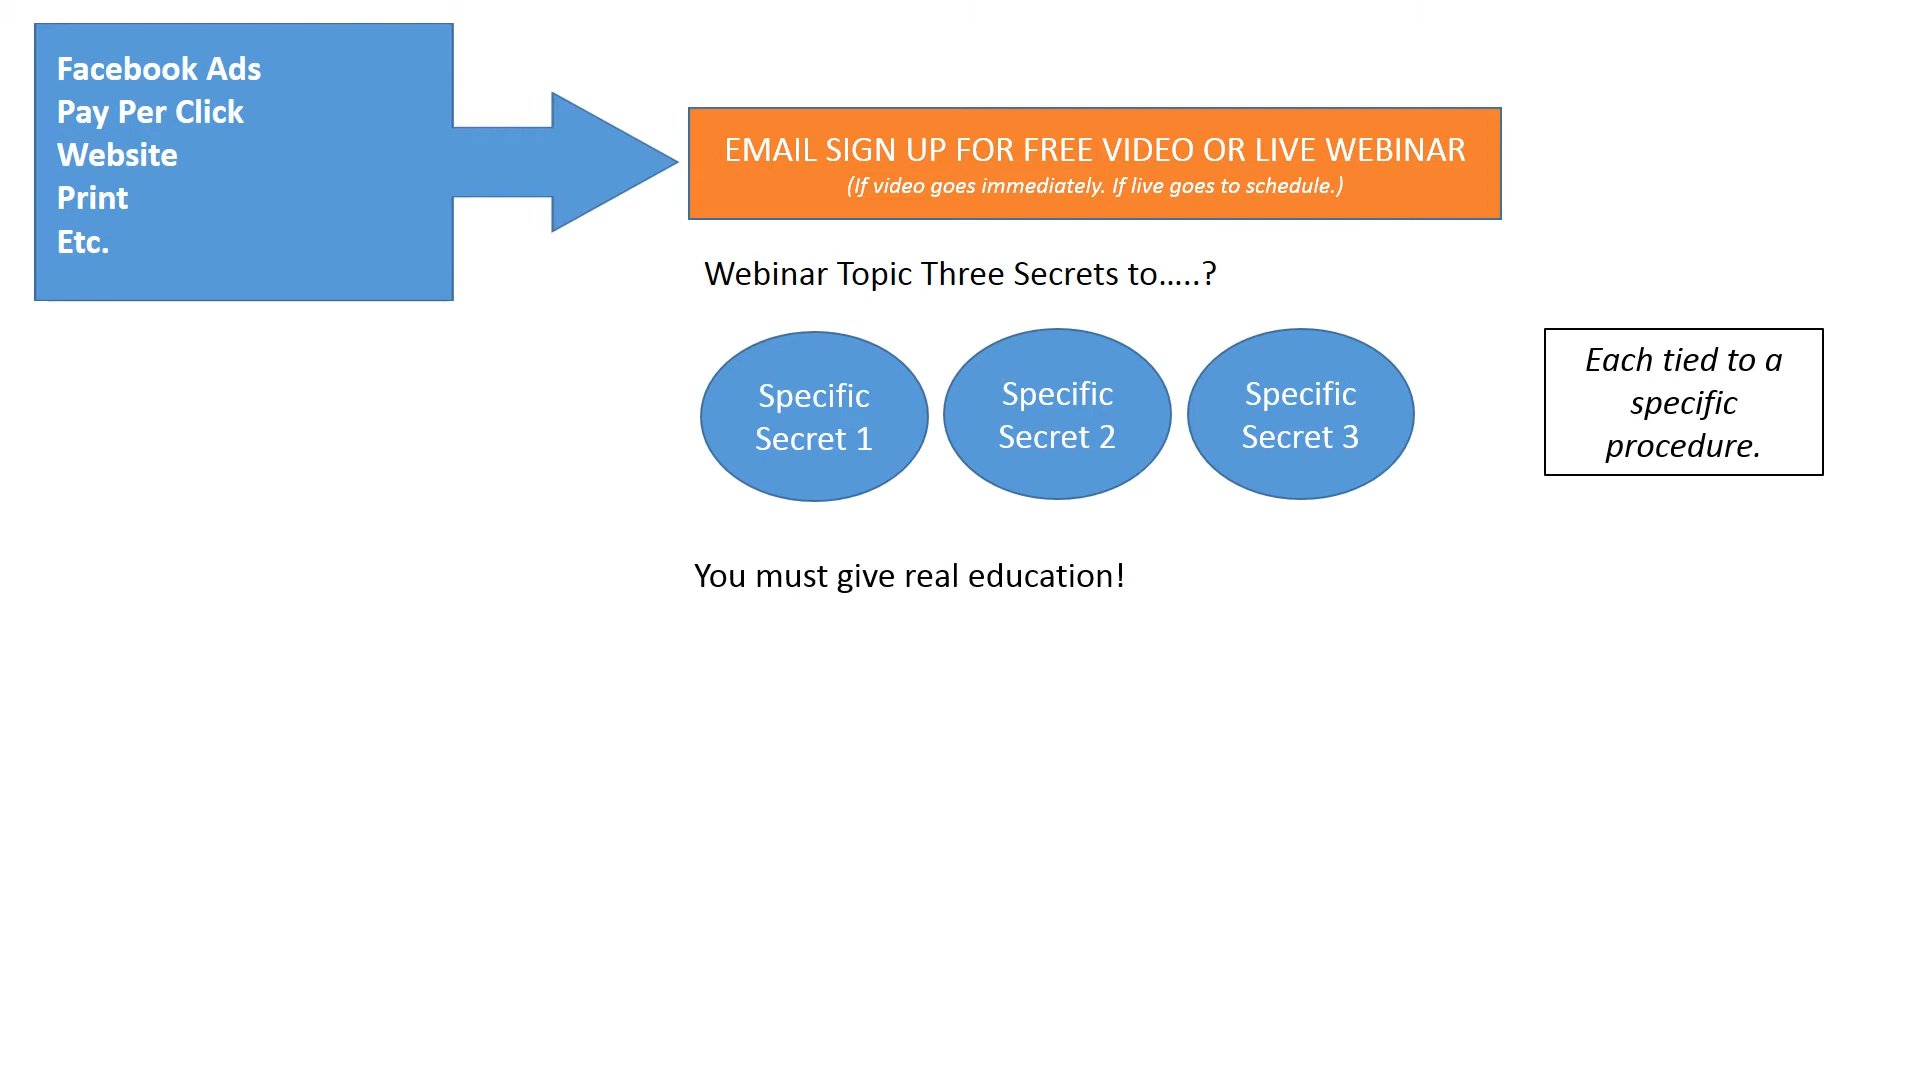 Facebook Ads
Pay Per Click
Website
Print
Etc.
EMAIL SIGN UP FOR FREE VIDEO OR LIVE WEBINAR
(If video goes immediately. If live goes to schedule.)
Webinar Topic Three Secrets to…..?
Specific
Secret 1
Specific
Secret 2
Specific
Secret 3
Each tied to a
specific
procedure.
You must give real education!